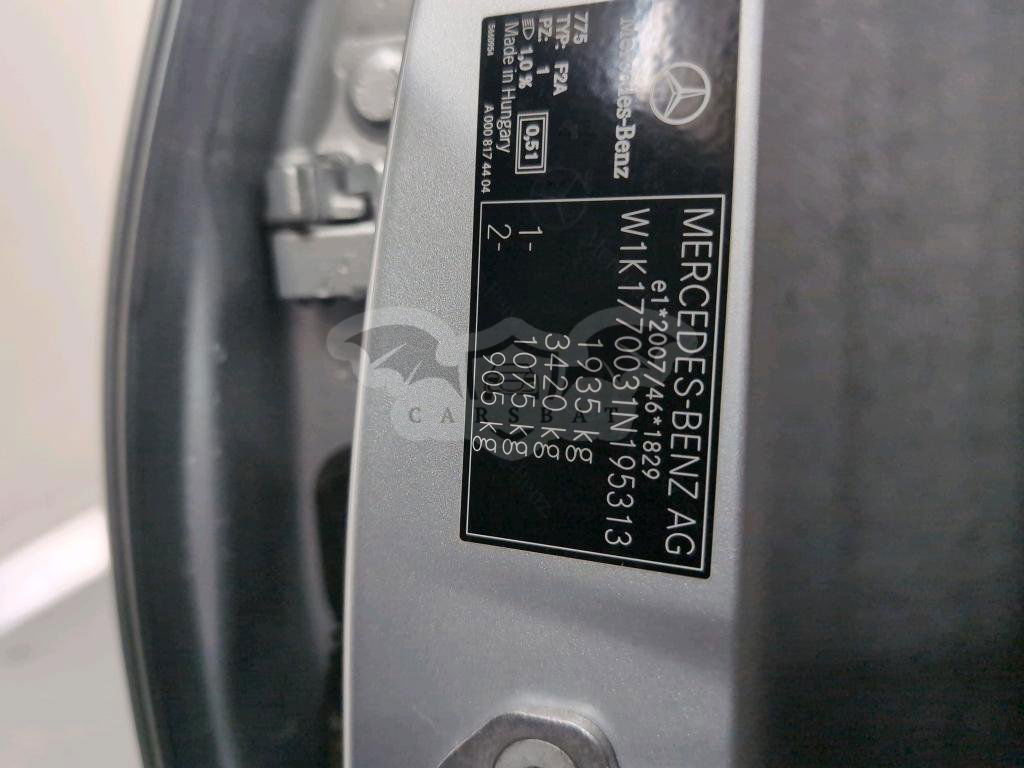 Mercedes-Benz
775
TYP: F2A
PZ: 1
1,0 %
0,51
Made in Hungary
A 000 817 44 04
MERCEDES-BENZ AG
e1*2007/46*1829
W1K1770031N195313
1935 kg
3420 kg
1- 1075 kg
2- 905 kg
CARSBAT